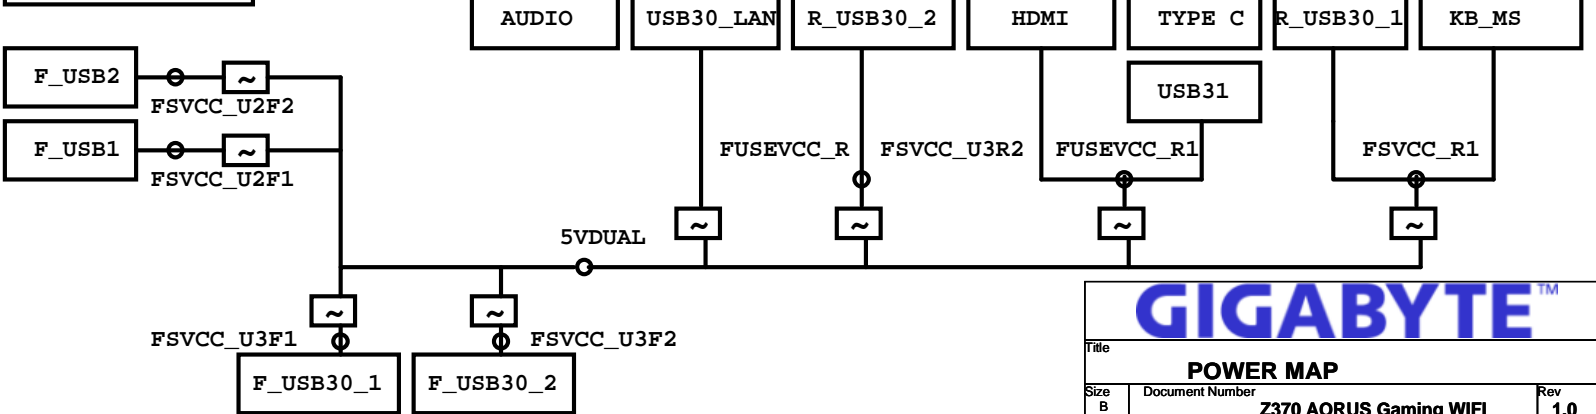 AUDIO
USB30_LAN
R_USB30_2
HDMI
TYPE C
R_USB30_1
KB_MS
F_USB2
~
FSVCC_U2F2
USB31
F_USB1
~
FSVCC_U2F1
FUSEVCC_R
FSVCC_U3R2
FUSEVCC_R1
FSVCC_R1
~
~
~
~
5VDUAL
~
~
FSVCC_U3F1
FSVCC_U3F2
F_USB30_1
F_USB30_2
GIGABYTE™
Title
POWER MAP
Size
Document Number
Rev
B
Z370 AORUS Gaming WIFI
1.0